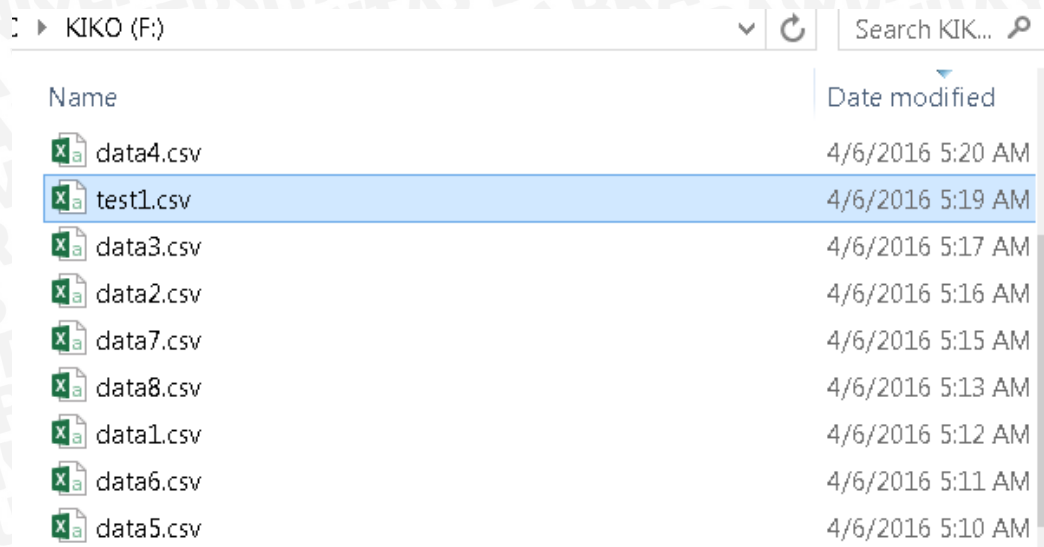 KIKO (F:) Search KIK...
Name Date modified
data4.csv 4/6/2016 5:20 AM
test1.csv 4/6/2016 5:19 AM
data3.csv 4/6/2016 5:17 AM
data2.csv 4/6/2016 5:16 AM
data7.csv 4/6/2016 5:15 AM
data8.csv 4/6/2016 5:13 AM
data1.csv 4/6/2016 5:12 AM
data6.csv 4/6/2016 5:11 AM
data5.csv 4/6/2016 5:10 AM